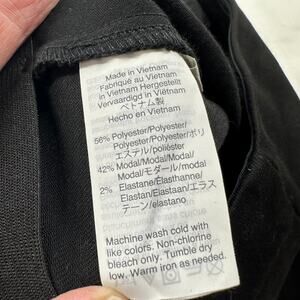 Made in Vietnam
Fabriqué au Vietnam
in Vietnam Hergestellt
Vervaardigd in Vietnam
ベトナム製
Hecho en Vietnam
56% Polyester/Polyester/
Polyester/Polyester/ポリ
エステル/poliéster
42% Modal/Modal/Modal/
Modal/モダール/modal
2% Elastane/Élasthanne/
Elastan/Elastaan/エラス
テーン/elastano
Machine wash cold with
like colors. Non-chlorine
bleach only. Tumble dry
low. Warm iron as needed.